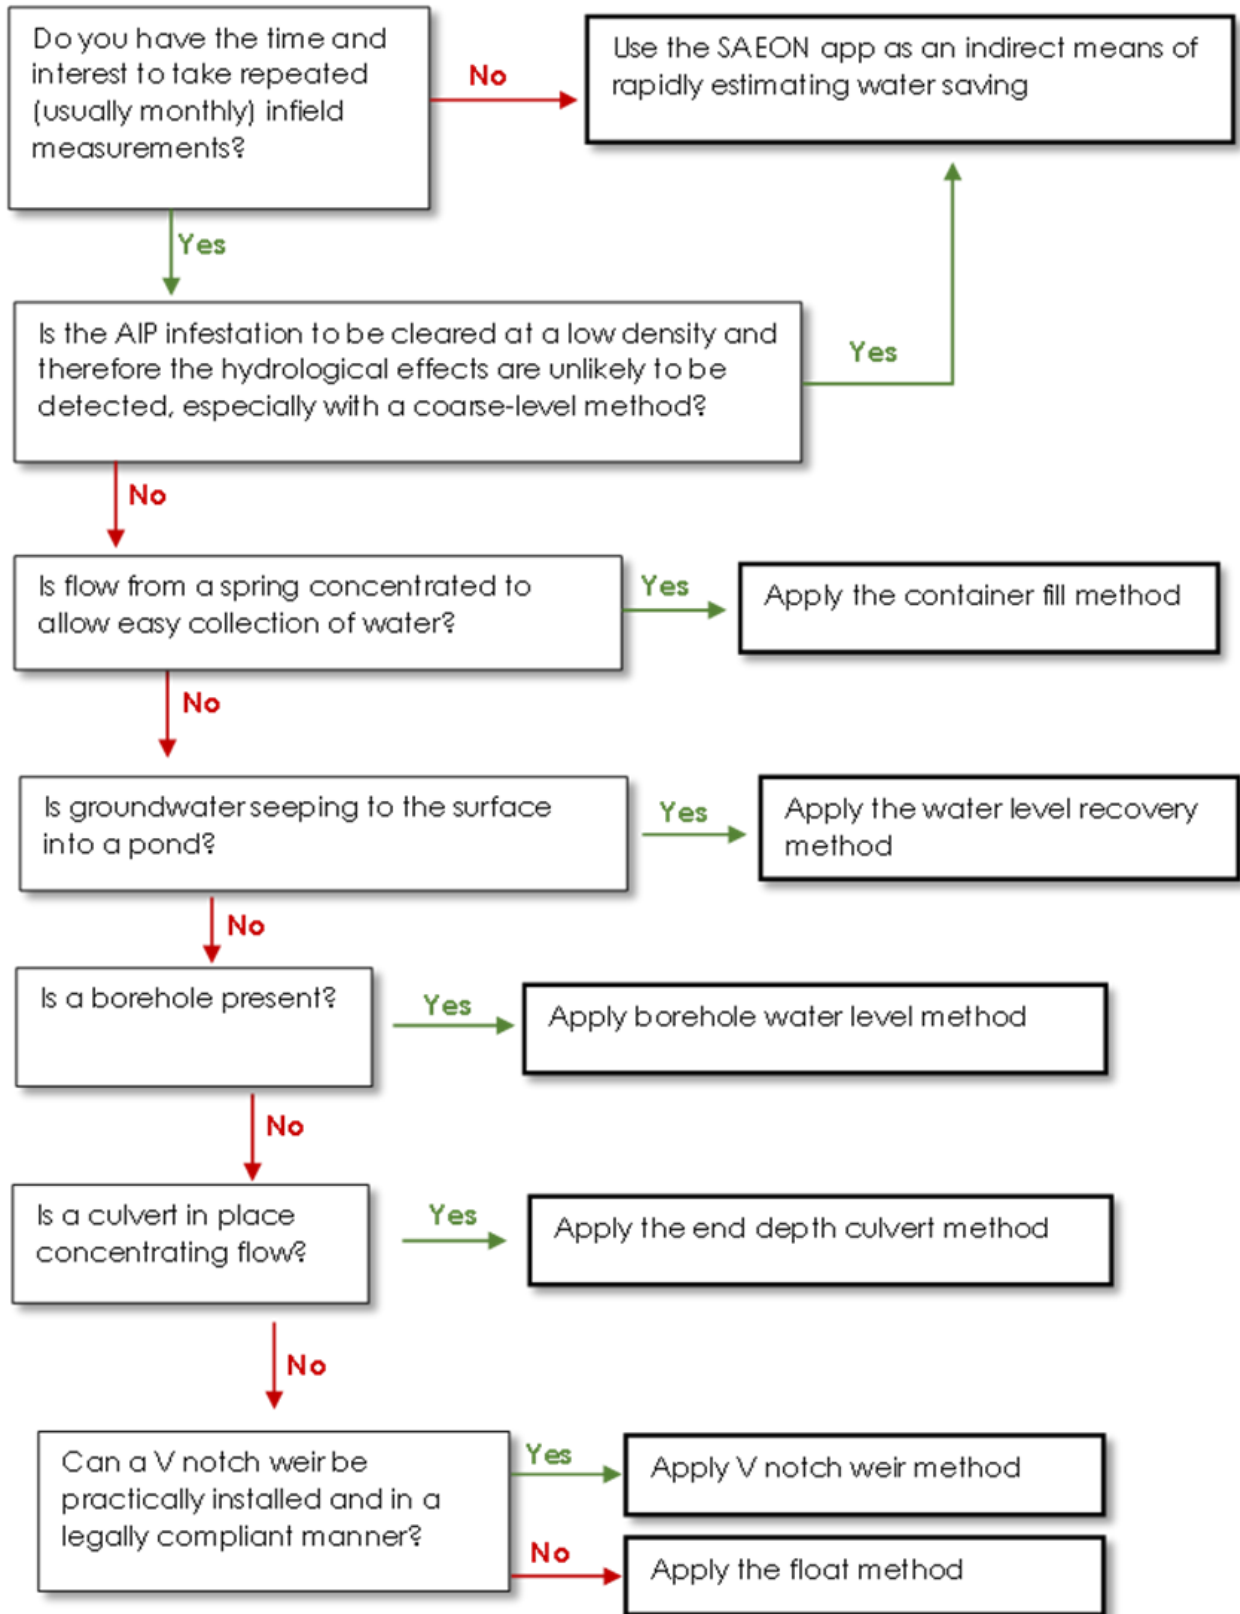 Do you have the time and
interest to take repeated
(usually monthly) infield
measurements?
No
Use the SAEON app as an indirect means of
rapidly estimating water saving
Yes
Is the AIP infestation to be cleared at a low density and
therefore the hydrological effects are unlikely to be
detected, especially with a coarse-level method?
Yes
No
Is flow from a spring concentrated to
allow easy collection of water?
Yes
Apply the container fill method
No
Is groundwater seeping to the surface
into a pond?
Yes
Apply the water level recovery
method
No
Is a borehole present?
Yes
Apply borehole water level method
No
Is a culvert in place
concentrating flow?
Yes
Apply the end depth culvert method
No
Can a V notch weir be
practically installed and in a
legally compliant manner?
Yes
Apply V notch weir method
No
Apply the float method